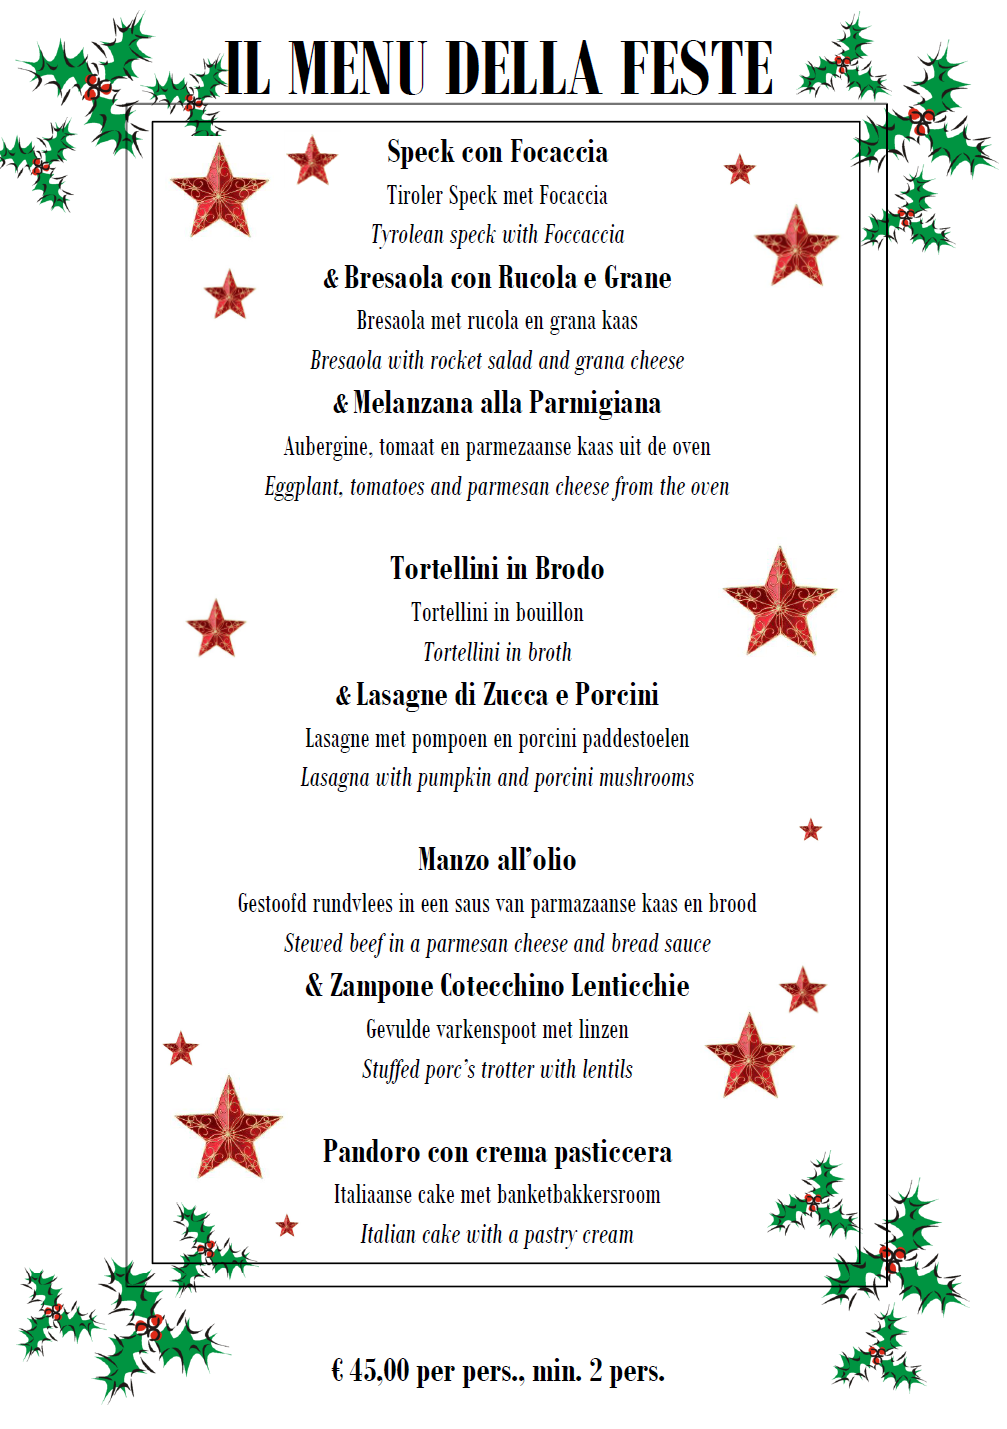 IL MENU DELLA FESTE
Speck con Focaccia
Tiroler Speck met Focaccia
Tyrolean speck with Foccaccia
& Bresaola con Rucola e Grane
Bresaola met rucola en grana kaas
Bresaola with rocket salad and grana cheese
& Melanzana alla Parmigiana
Aubergine, tomaat en parmezaanse kaas uit de oven
Eggplant, tomatoes and parmesan cheese from the oven
Tortellini in Brodo
Tortellini in bouillon
Tortellini in broth
& Lasagne di Zucca e Porcini
Lasagne met pompoen en porcini paddestoelen
Lasagna with pumpkin and porcini mushrooms
Manzo all’olio
Gestoofd rundvlees in een saus van parmazaanse kaas en brood
Stewed beef in a parmesan cheese and bread sauce
& Zampone Cotecchino Lenticchie
Gevulde varkenspoot met linzen
Stuffed porc’s trotter with lentils
Pandoro con crema pasticcera
Italiaanse cake met banketbakkersroom
Italian cake with a pastry cream
€ 45,00 per pers., min. 2 pers.